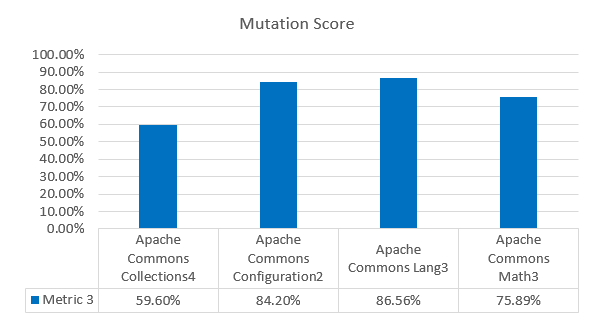 Mutation Score
100.00%
90.00%
80.00%
70.00%
60.00%
50.00%
40.00%
30.00%
20.00%
10.00%
0.00%
Apache
Commons
Collections4
Apache
Commons
Configuration2
Apache
Commons Lang3
Apache
Commons
Math3
Metric 3
59.60%
84.20%
86.56%
75.89%